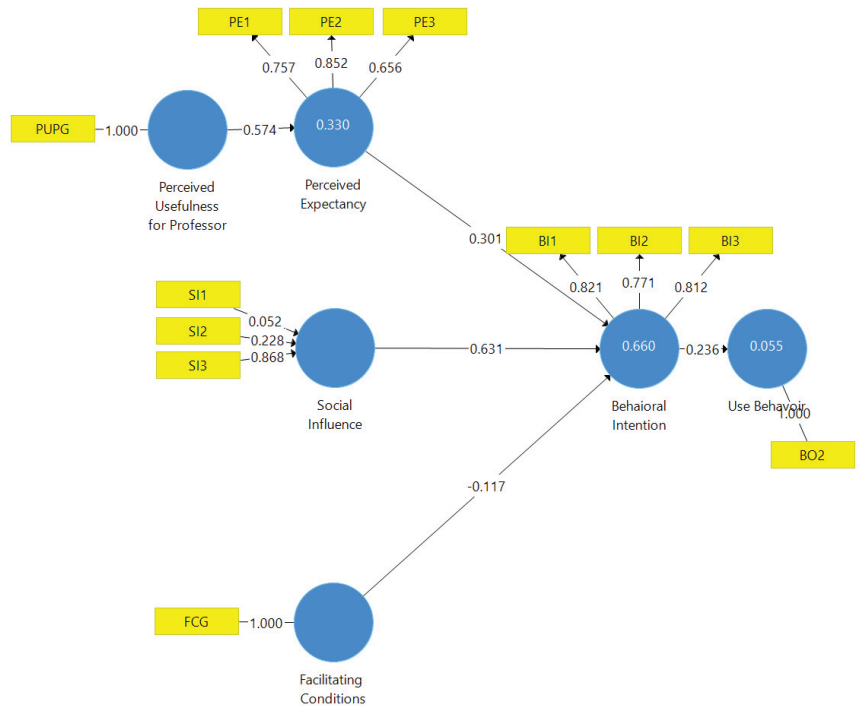 PE1
PE2
PE3
0.757
0.852
0.656
PUPG
1.000
0.574
0.330
Perceived
Usefulness
for Professor
Perceived
Expectancy
0.301
BI1
BI2
BI3
0.821
0.771
0.812
SI1
SI2
SI3
0.052
0.228
0.868
0.631
0.660
0.236
0.055
Social
Influence
Behaioral
Intention
Use Behavoir
1.000
BO2
-0.117
FCG
1.000
Facilitating
Conditions